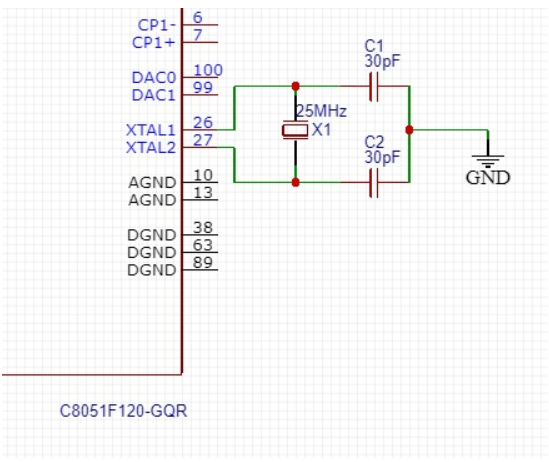 CP1- 6
CP1+ 7
C1
30pF
DAC0 100
DAC1 99
25MHz
XTAL1 26
X1
XTAL2 27
C2
30pF
AGND 10
AGND 13
GND
DGND 38
DGND 63
DGND 89
C8051F120-GQR